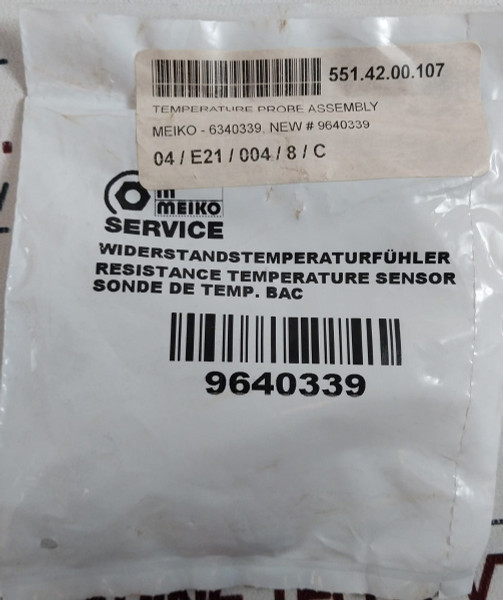 551.42.00.107
TEMPERATURE PROBE ASSEMBLY
MEIKO - 6340339, NEW # 9640339
04 / E21 / 004 / 8 / C
MEIKO
SERVICE
WIDERSTANDSTEMPERATURFÜHLER
RESISTANCE TEMPERATURE SENSOR
SONDE DE TEMP. BAC
9640339